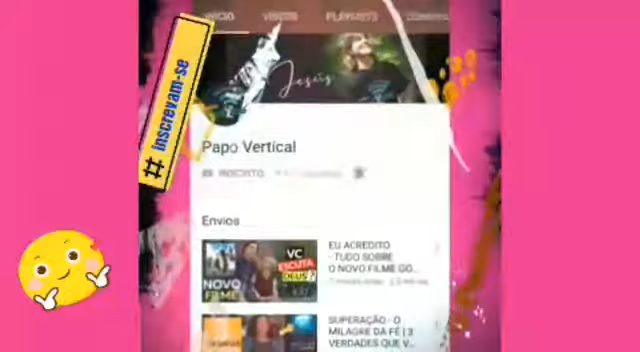 INÍCIO VÍDEOS PLAYLISTS
Jesus
# inscrevam-se
Papo Vertical
INSCRITO
Envios
EU ACREDITO
- TUDO SOBRE
O NOVO FILME GO...
NOVO
FILME
VC
ESCUTA
DEUS?
SUPERAÇÃO - O
MILAGRE DA FÉ | 3
VERDADES QUE V...